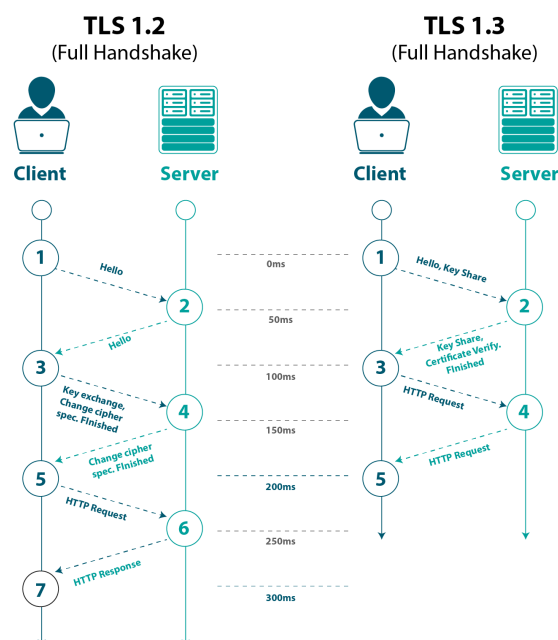 TLS 1.2
(Full Handshake)
TLS 1.3
(Full Handshake)
Client
Server
Client
Server
1
Hello
0ms
1
Hello, Key Share
2
50ms
2
Hello
Key Share,
Certificate Verify.
FInished
3
100ms
3
Key exchange,
Change cipher
spec. FInished
HTTP Request
4
150ms
4
Change cipher
spec. FInished
HTTP Request
5
200ms
5
HTTP Request
6
250ms
HTTP Response
7
300ms